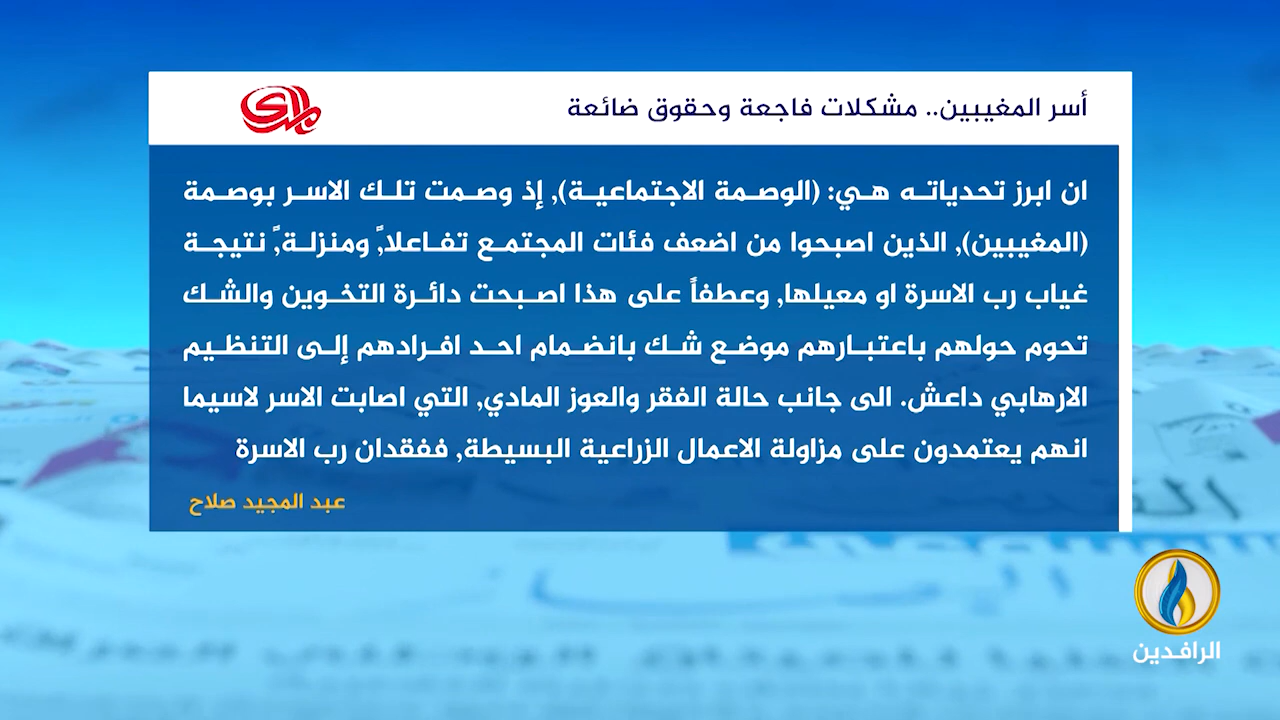 أسر المغيبين.. مشكلات فاجعة وحقوق ضائعة
المدى
ان ابرز تحدياته هي: (الوصمة الاجتماعية), إذ وصمت تلك الاسر بوصمة
(المغيبين), الذين اصبحوا من اضعف فئات المجتمع تفاعلا,ً ومنزلة,ً نتيجة
غياب رب الاسرة او معيلها, وعطفاً على هذا اصبحت دائرة التخوين والشك
تحوم حولهم باعتبارهم موضع شك بانضمام احد افرادهم إلى التنظيم
الارهابي داعش. الى جانب حالة الفقر والعوز المادي, التي اصابت الاسر لاسيما
انهم يعتمدون على مزاولة الاعمال الزراعية البسيطة, ففقدان رب الاسرة
عبد المجيد صلاح
الرافدين